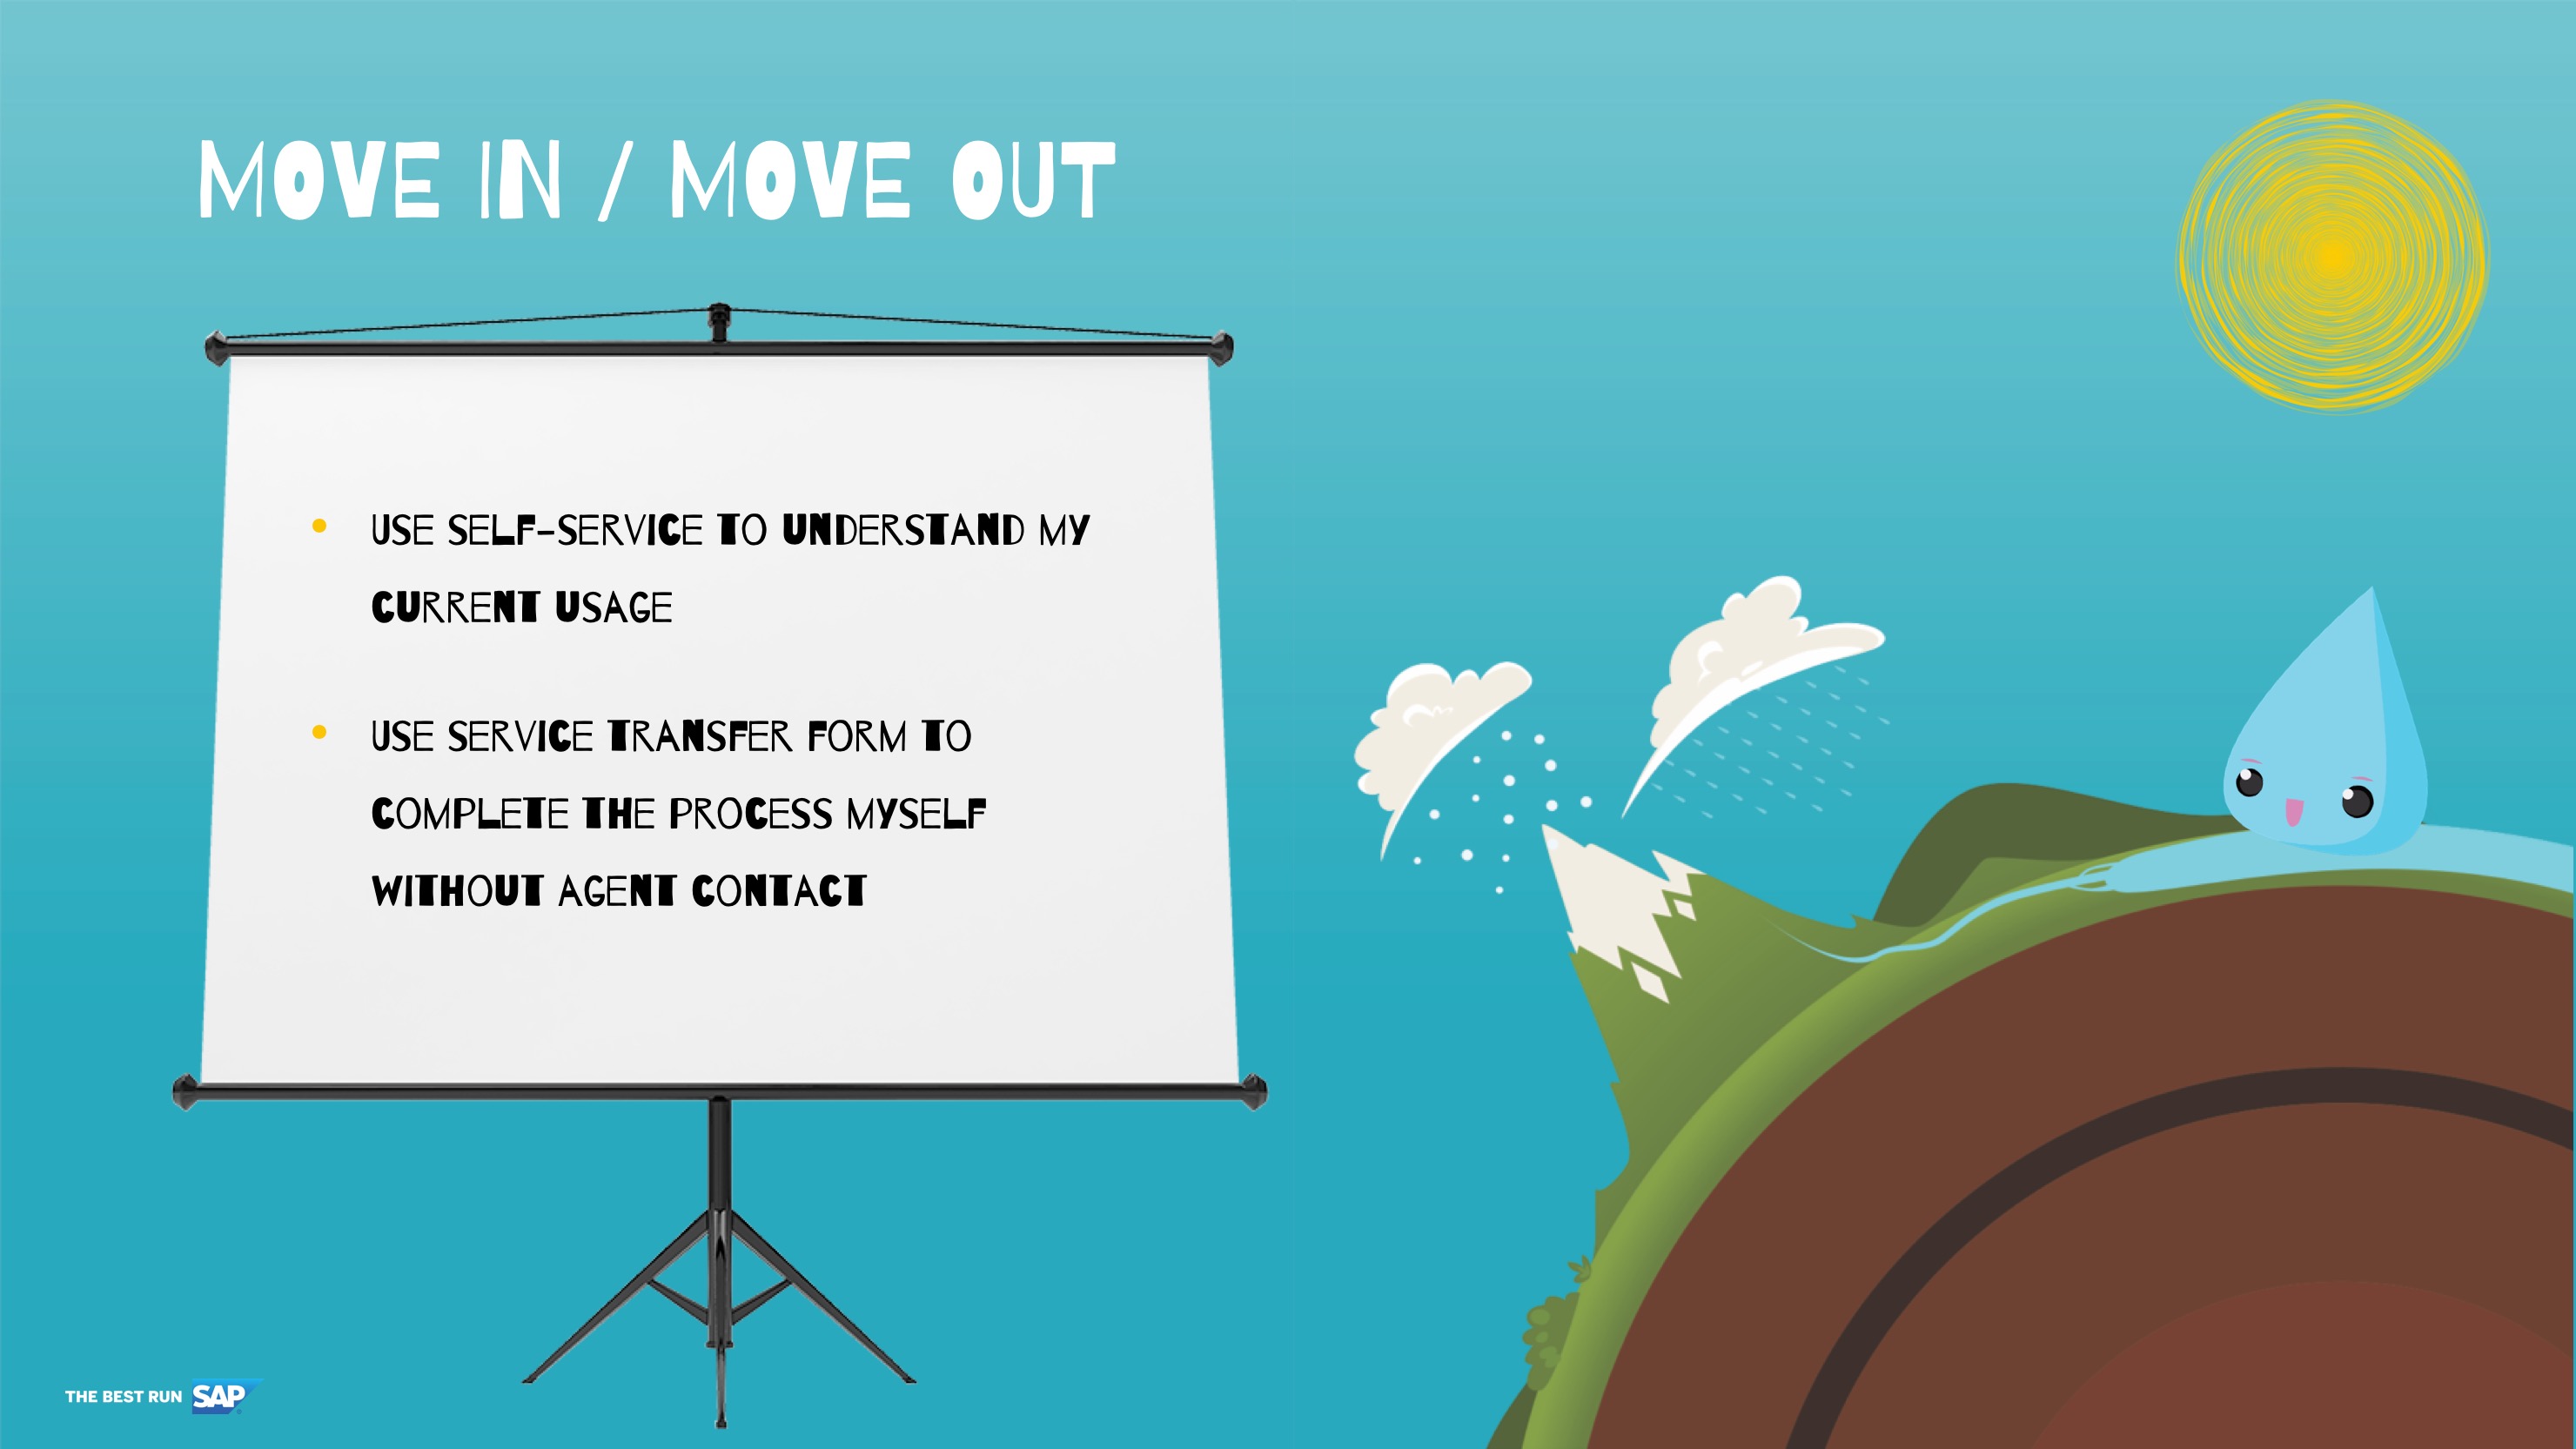 MOVE IN / MOVE OUT
• USE SELF-SERVICE TO UNDERSTAND MY
CURRENT USAGE
• USE SERVICE TRANSFER FORM TO
COMPLETE THE PROCESS MYSELF
WITHOUT AGENT CONTACT
THE BEST RUN SAP